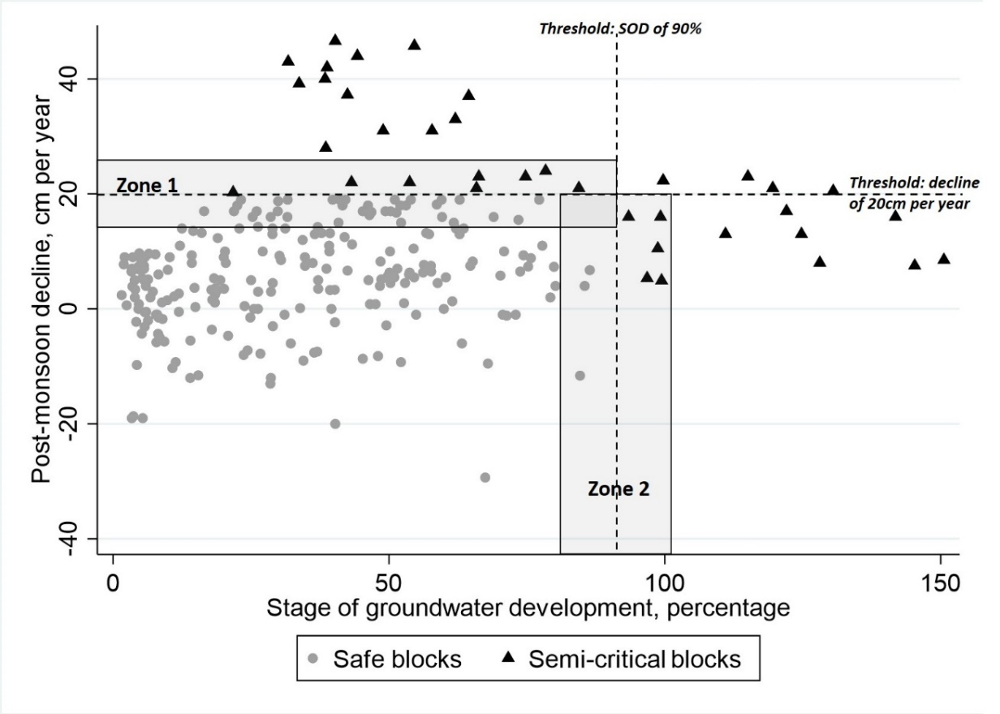 Threshold: SOD of 90%
Post-monsoon decline, cm per year
40
20
0
-20
-40
Zone 1
Threshold: decline
of 20cm per year
Zone 2
0 50 100 150
Stage of groundwater development, percentage
Safe blocks Semi-critical blocks